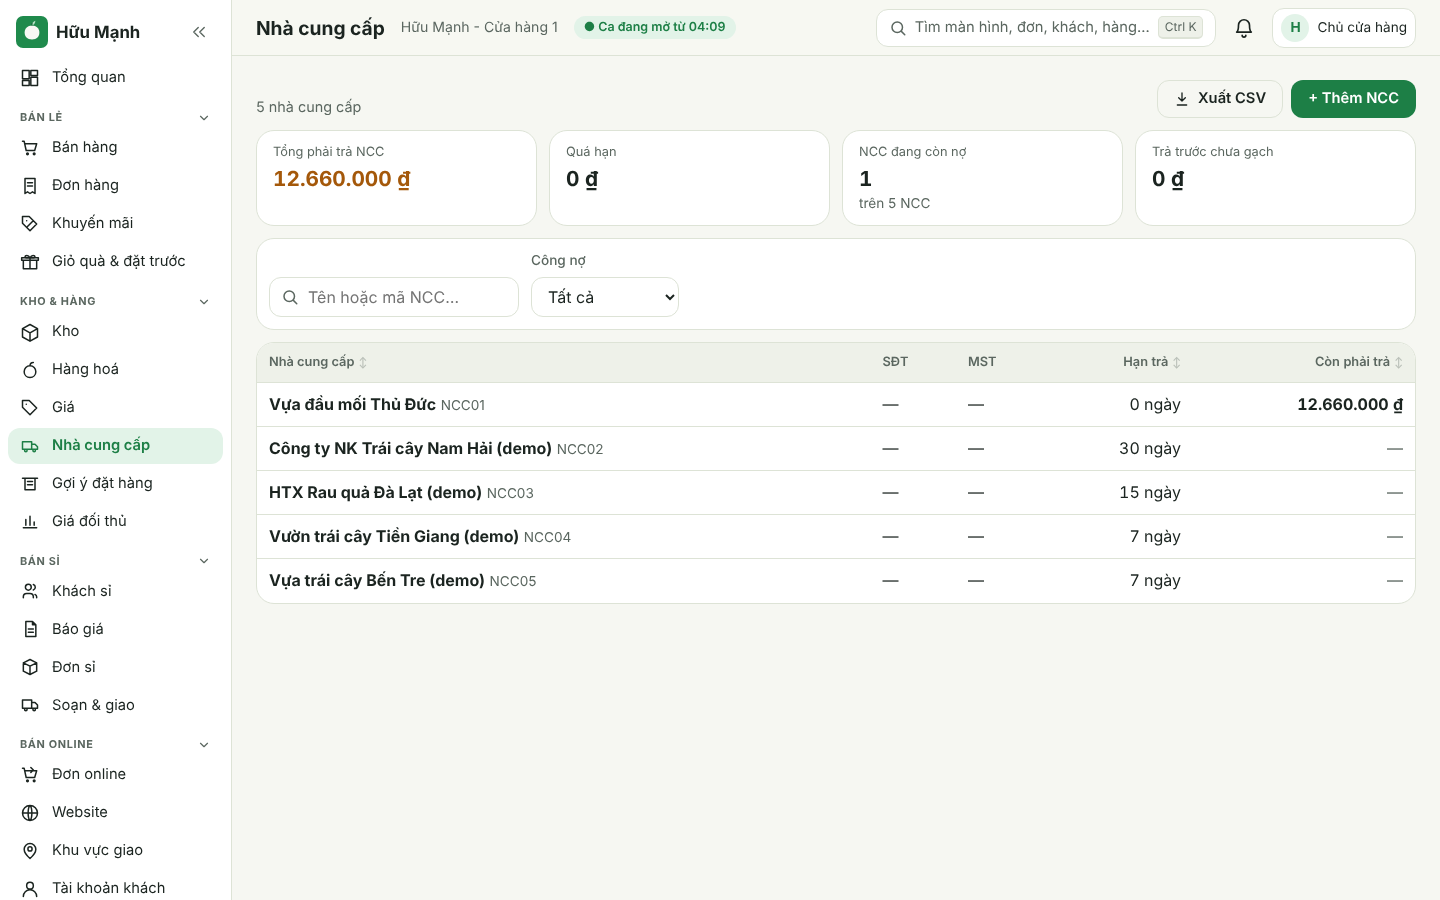 Hữu Mạnh
Tổng quan
BÁN LẺ
Bán hàng
Đơn hàng
Khuyến mãi
Giỏ quà & đặt trước
KHO & HÀNG
Kho
Hàng hoá
Giá
Nhà cung cấp
Gợi ý đặt hàng
Giá đối thủ
BÁN SỈ
Khách sỉ
Báo giá
Đơn sỉ
Soạn & giao
BÁN ONLINE
Đơn online
Website
Khu vực giao
Tài khoản khách
Nhà cung cấp Hữu Mạnh - Cửa hàng 1 Ca đang mở từ 04:09 Tìm màn hình, đơn, khách, hàng... Ctrl K H Chủ cửa hàng
5 nhà cung cấp Xuất CSV + Thêm NCC
Tổng phải trả NCC
12.660.000 ₫
Quá hạn
0 ₫
NCC đang còn nợ
1
trên 5 NCC
Trả trước chưa gạch
0 ₫
Công nợ
Tên hoặc mã NCC... Tất cả
Nhà cung cấp SĐT MST Hạn trả Còn phải trả
Vựa đầu mối Thủ Đức NCC01 — — 0 ngày 12.660.000 ₫
Công ty NK Trái cây Nam Hải (demo) NCC02 — — 30 ngày —
HTX Rau quả Đà Lạt (demo) NCC03 — — 15 ngày —
Vườn trái cây Tiền Giang (demo) NCC04 — — 7 ngày —
Vựa trái cây Bến Tre (demo) NCC05 — — 7 ngày —